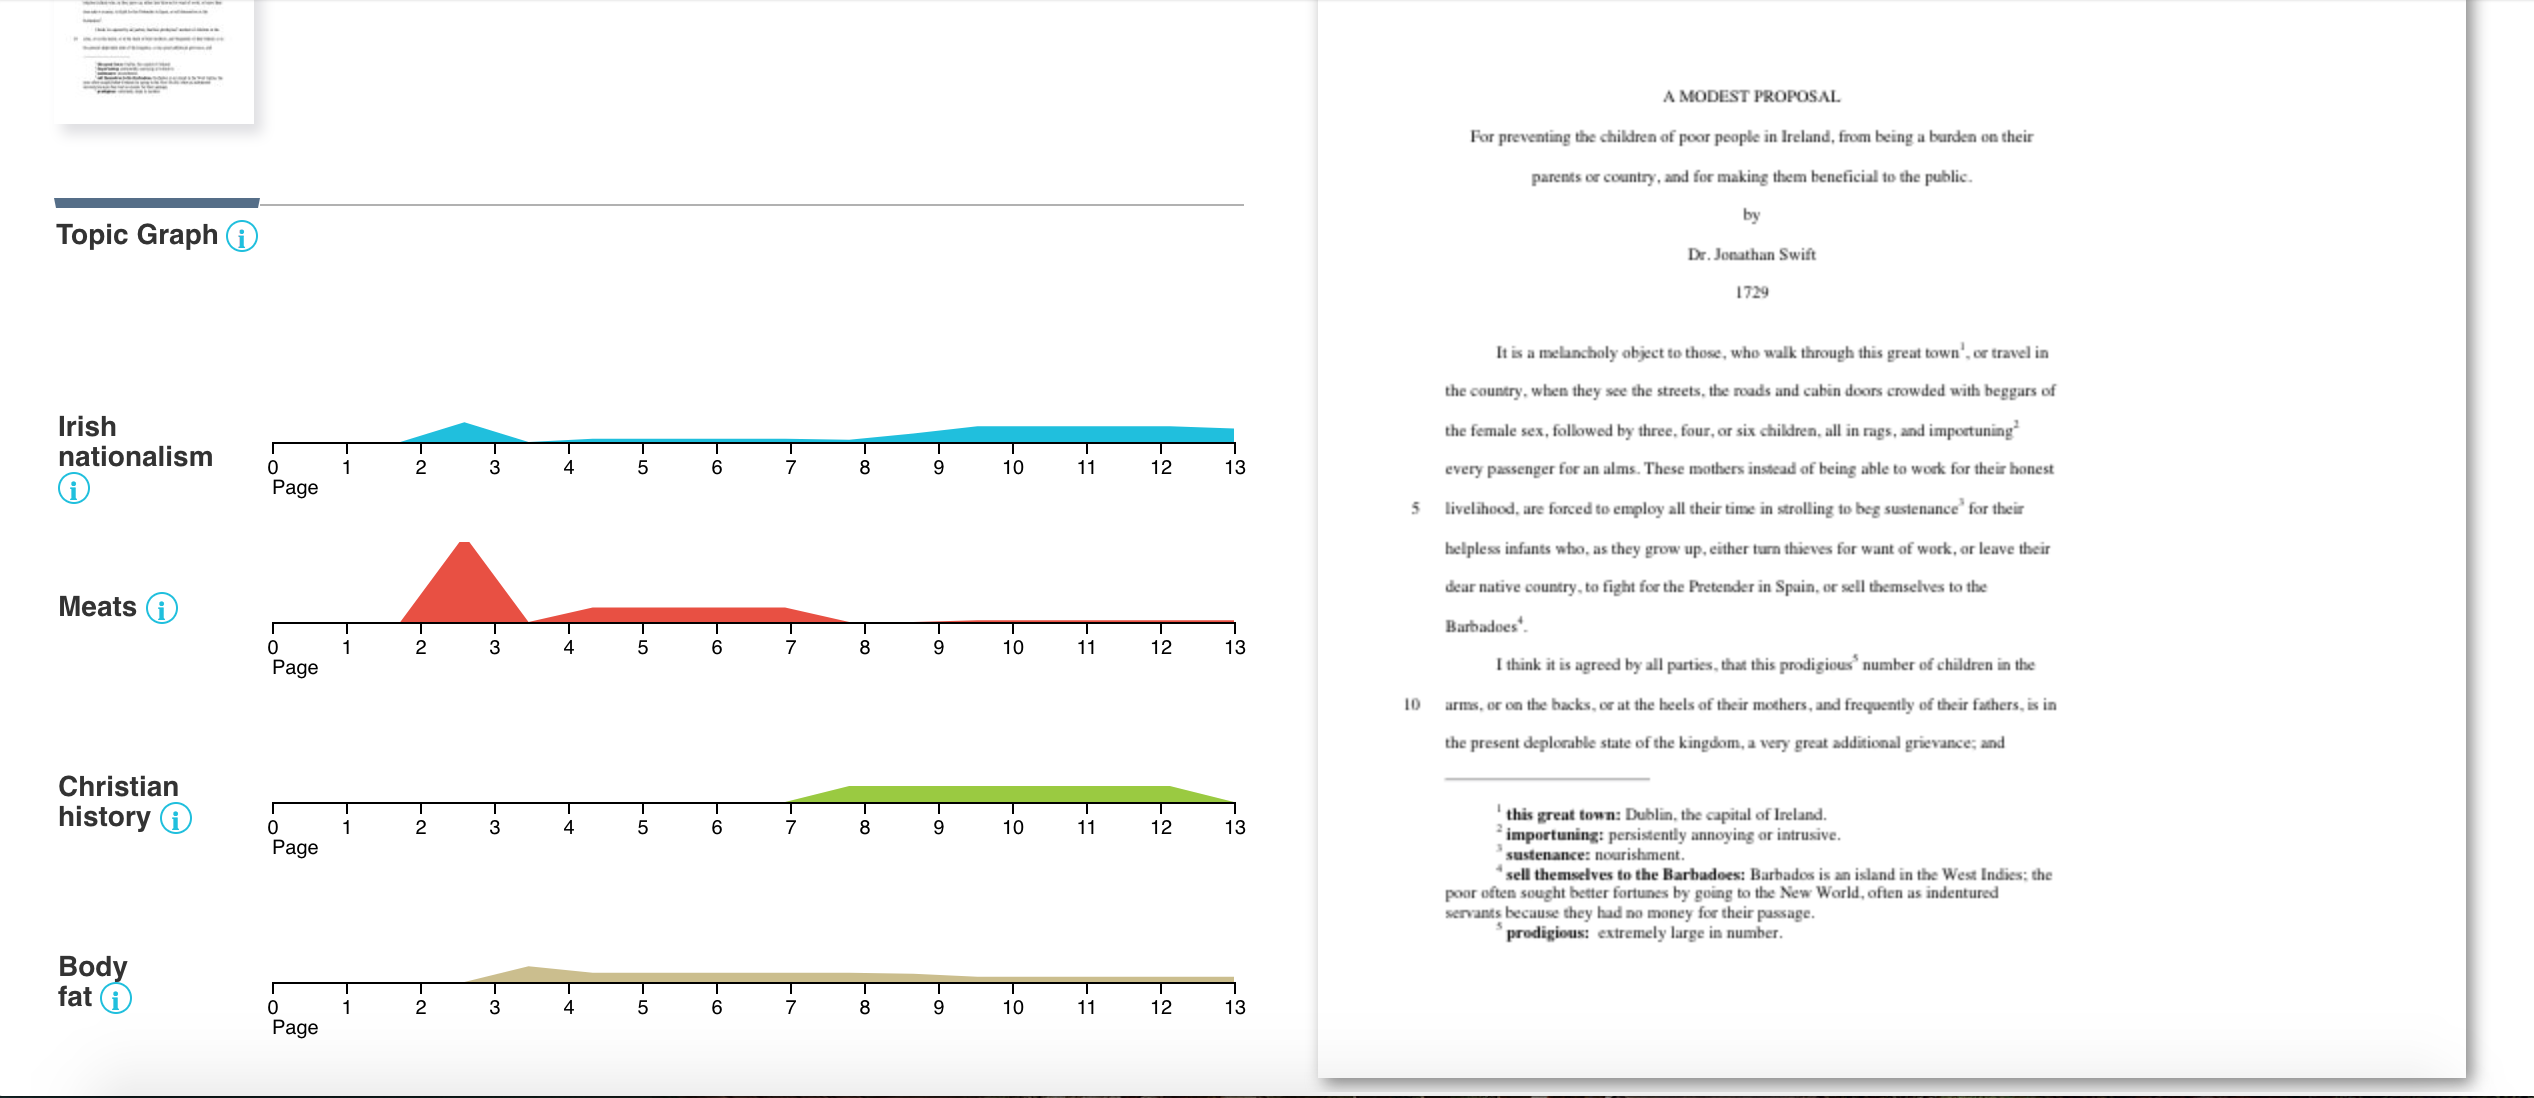 Topic Graph i
Irish
nationalism
i
0 1 2 3 4 5 6 7 8 9 10 11 12 13
Page
Meats i
0 1 2 3 4 5 6 7 8 9 10 11 12 13
Page
Christian
history i
0 1 2 3 4 5 6 7 8 9 10 11 12 13
Page
Body
fat i
0 1 2 3 4 5 6 7 8 9 10 11 12 13
Page
A MODEST PROPOSAL
For preventing the children of poor people in Ireland, from being a burden on their
parents or country, and for making them beneficial to the public.
by
Dr. Jonathan Swift
1729
It is a melancholy object to those, who walk through this great town1, or travel in
the country, when they see the streets, the roads and cabin doors crowded with beggars of
the female sex, followed by three, four, or six children, all in rags, and importuning2
every passenger for an alms. These mothers instead of being able to work for their honest
5 livelihood, are forced to employ all their time in strolling to beg sustenance3 for their
helpless infants who, as they grow up, either turn thieves for want of work, or leave their
dear native country, to fight for the Pretender in Spain, or sell themselves to the
Barbadoes4.
I think it is agreed by all parties, that this prodigious5 number of children in the
10 arms, or on the backs, or at the heels of their mothers, and frequently of their fathers, is in
the present deplorable state of the kingdom, a very great additional grievance; and
1 this great town: Dublin, the capital of Ireland.
2 importuning: persistently annoying or intrusive.
3 sustenance: nourishment.
4 sell themselves to the Barbadoes: Barbados is an island in the West Indies; the
poor often sought better fortunes by going to the New World, often as indentured
servants because they had no money for their passage.
5 prodigious: extremely large in number.